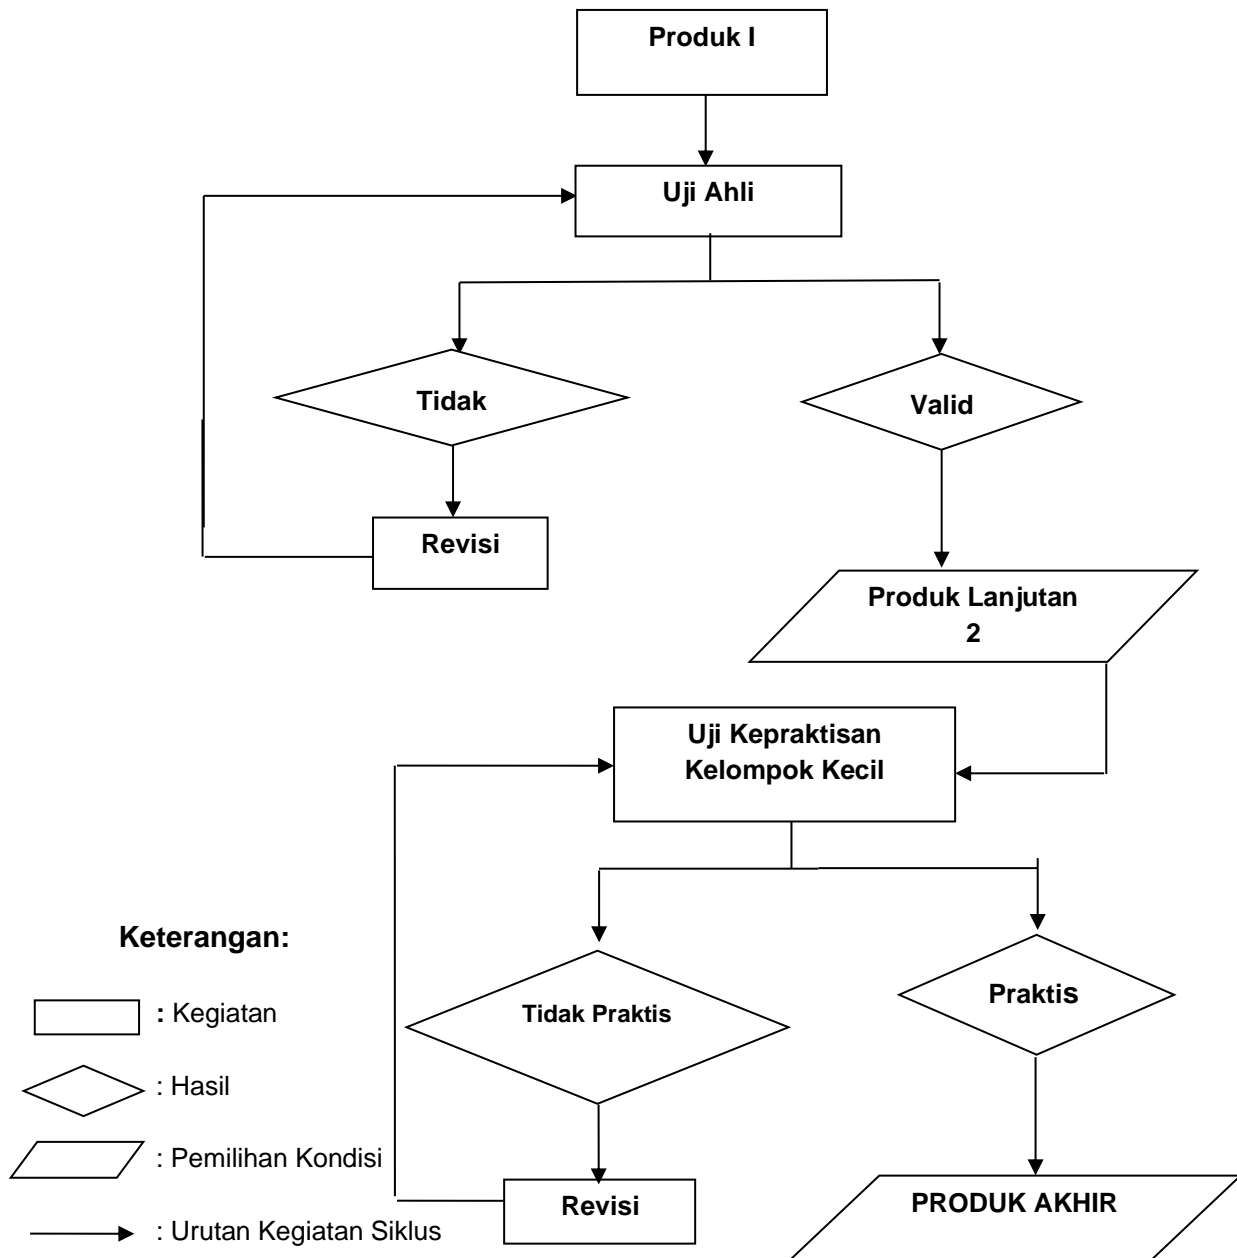 Produk I
Uji Ahli
Tidak
Valid
Revisi
Produk Lanjutan
2
Uji Kepraktisan
Kelompok Kecil
Tidak Praktis
Praktis
Revisi
PRODUK AKHIR
Keterangan:
: Kegiatan
: Hasil
: Pemilihan Kondisi
: Urutan Kegiatan Siklus